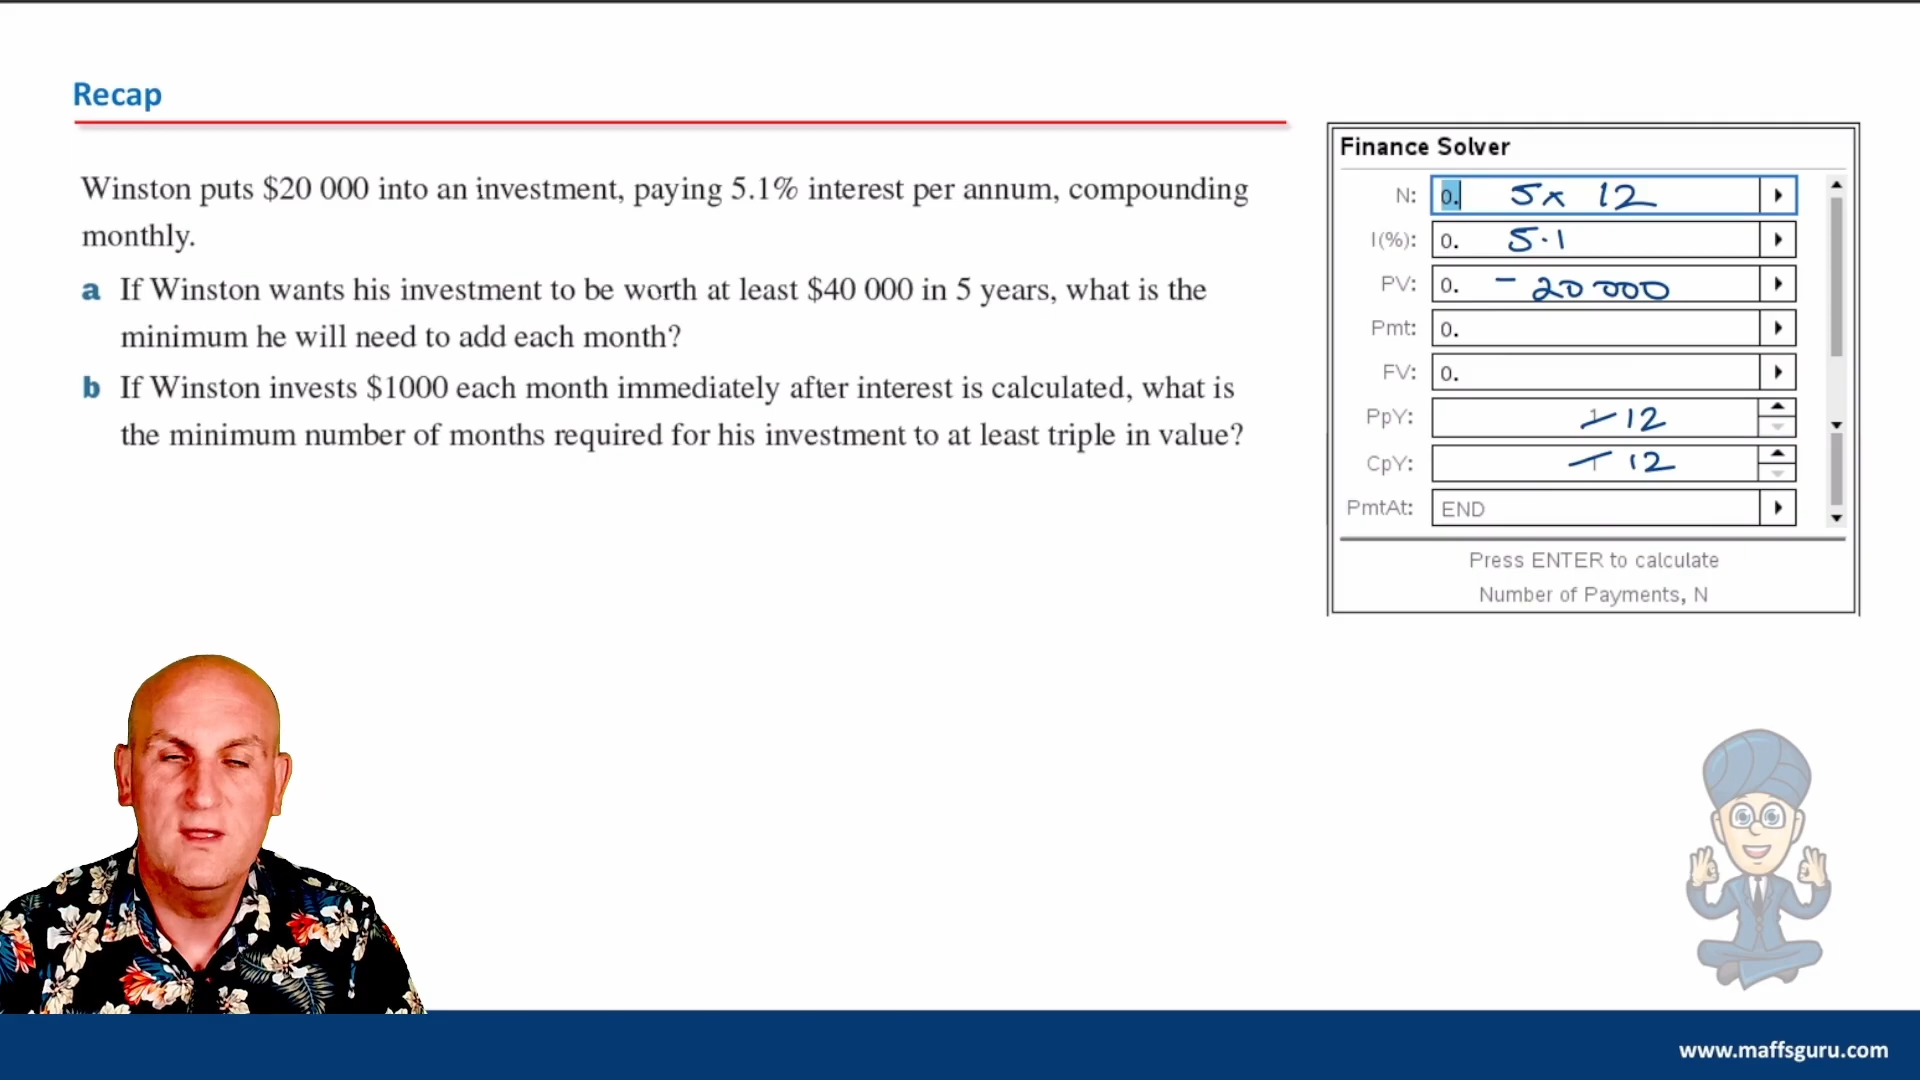 Recap
Winston puts $20 000 into an investment, paying 5.1% interest per annum, compounding
monthly.
a If Winston wants his investment to be worth at least $40 000 in 5 years, what is the
minimum he will need to add each month?
b If Winston invests $1000 each month immediately after interest is calculated, what is
the minimum number of months required for his investment to at least triple in value?
Finance Solver
N: 0. 5x 12
I(%): 0. 5.1
PV: 0. -20000
Pmt: 0.
FV: 0.
PpY: 1 12
CpY: 1 12
PmtAt: END
Press ENTER to calculate
Number of Payments, N
www.maffsguru.com